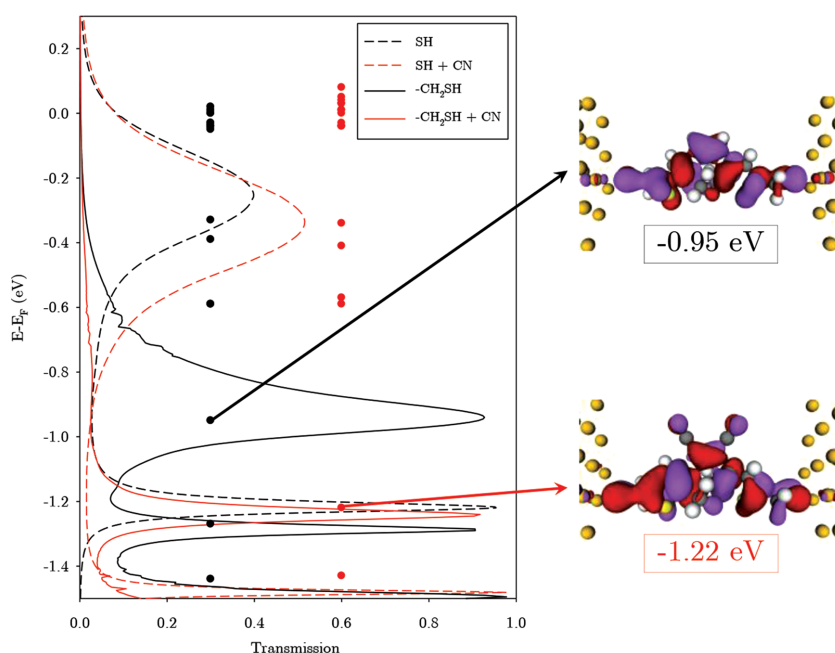 0.2
0.0
-0.2
-0.4
-0.6
-0.8
-1.0
-1.2
-1.4
E-E_F (eV)
0.0 0.2 0.4 0.6 0.8 1.0
Transmission
SH
SH + CN
-CH₂SH
-CH₂SH + CN
-0.95 eV
-1.22 eV